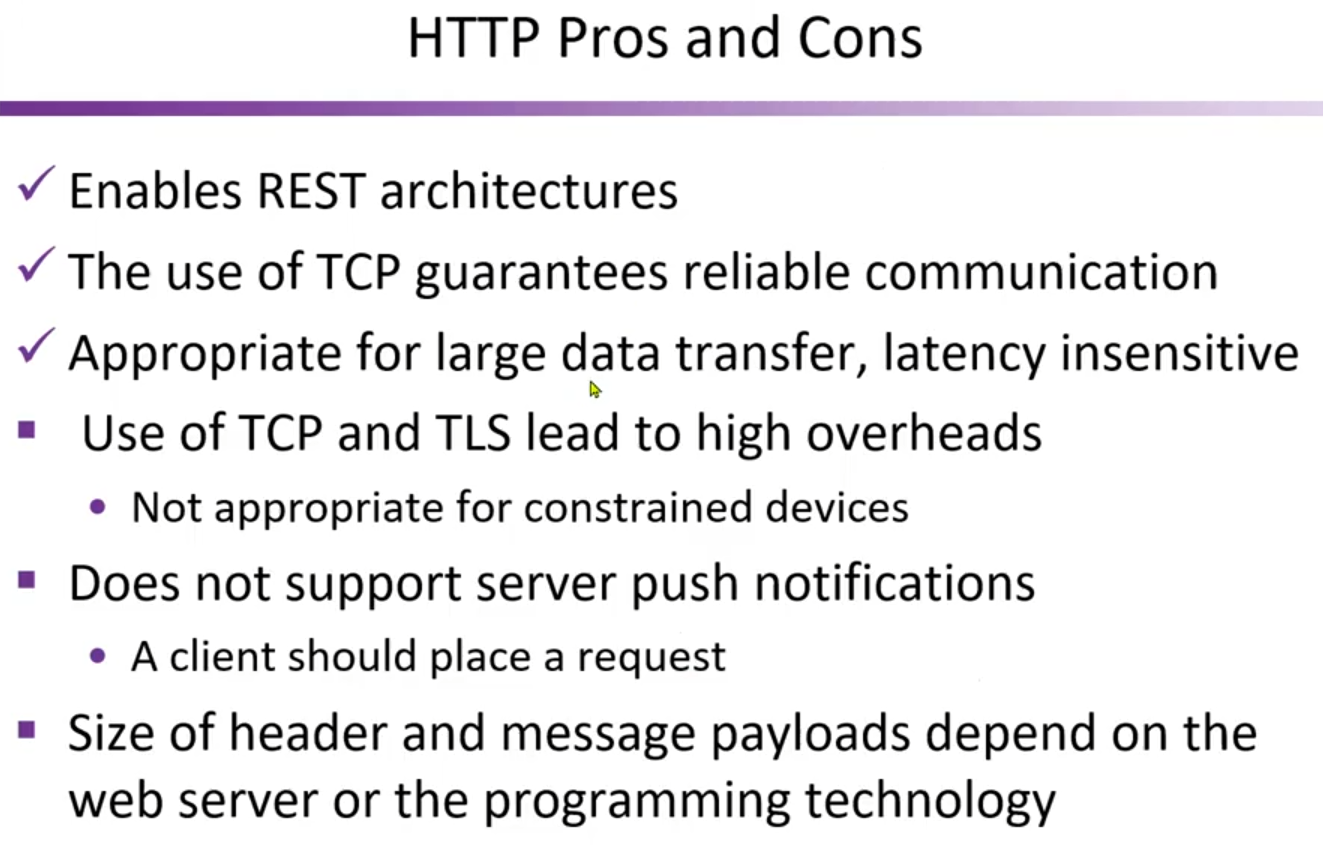 HTTP Pros and Cons
✓ Enables REST architectures
✓ The use of TCP guarantees reliable communication
✓ Appropriate for large data transfer, latency insensitive
▪ Use of TCP and TLS lead to high overheads
• Not appropriate for constrained devices
▪ Does not support server push notifications
• A client should place a request
▪ Size of header and message payloads depend on the
web server or the programming technology